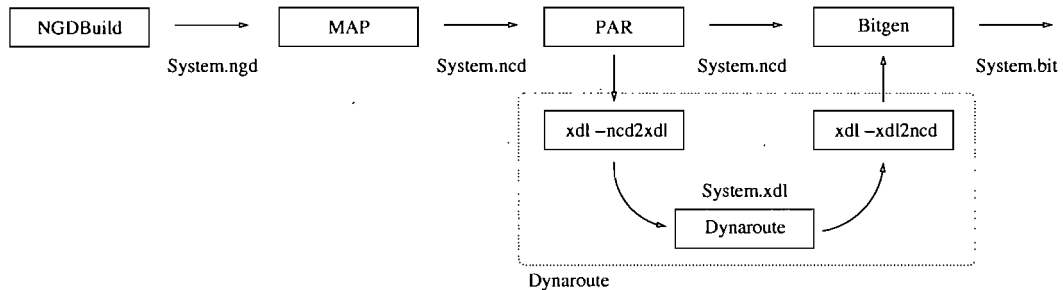 NGDBuild
MAP
PAR
Bitgen
System.ngd
System.ncd
System.ncd
System.bit
xdl −ncd2xdl
xdl −xdl2ncd
System.xdl
Dynaroute
Dynaroute